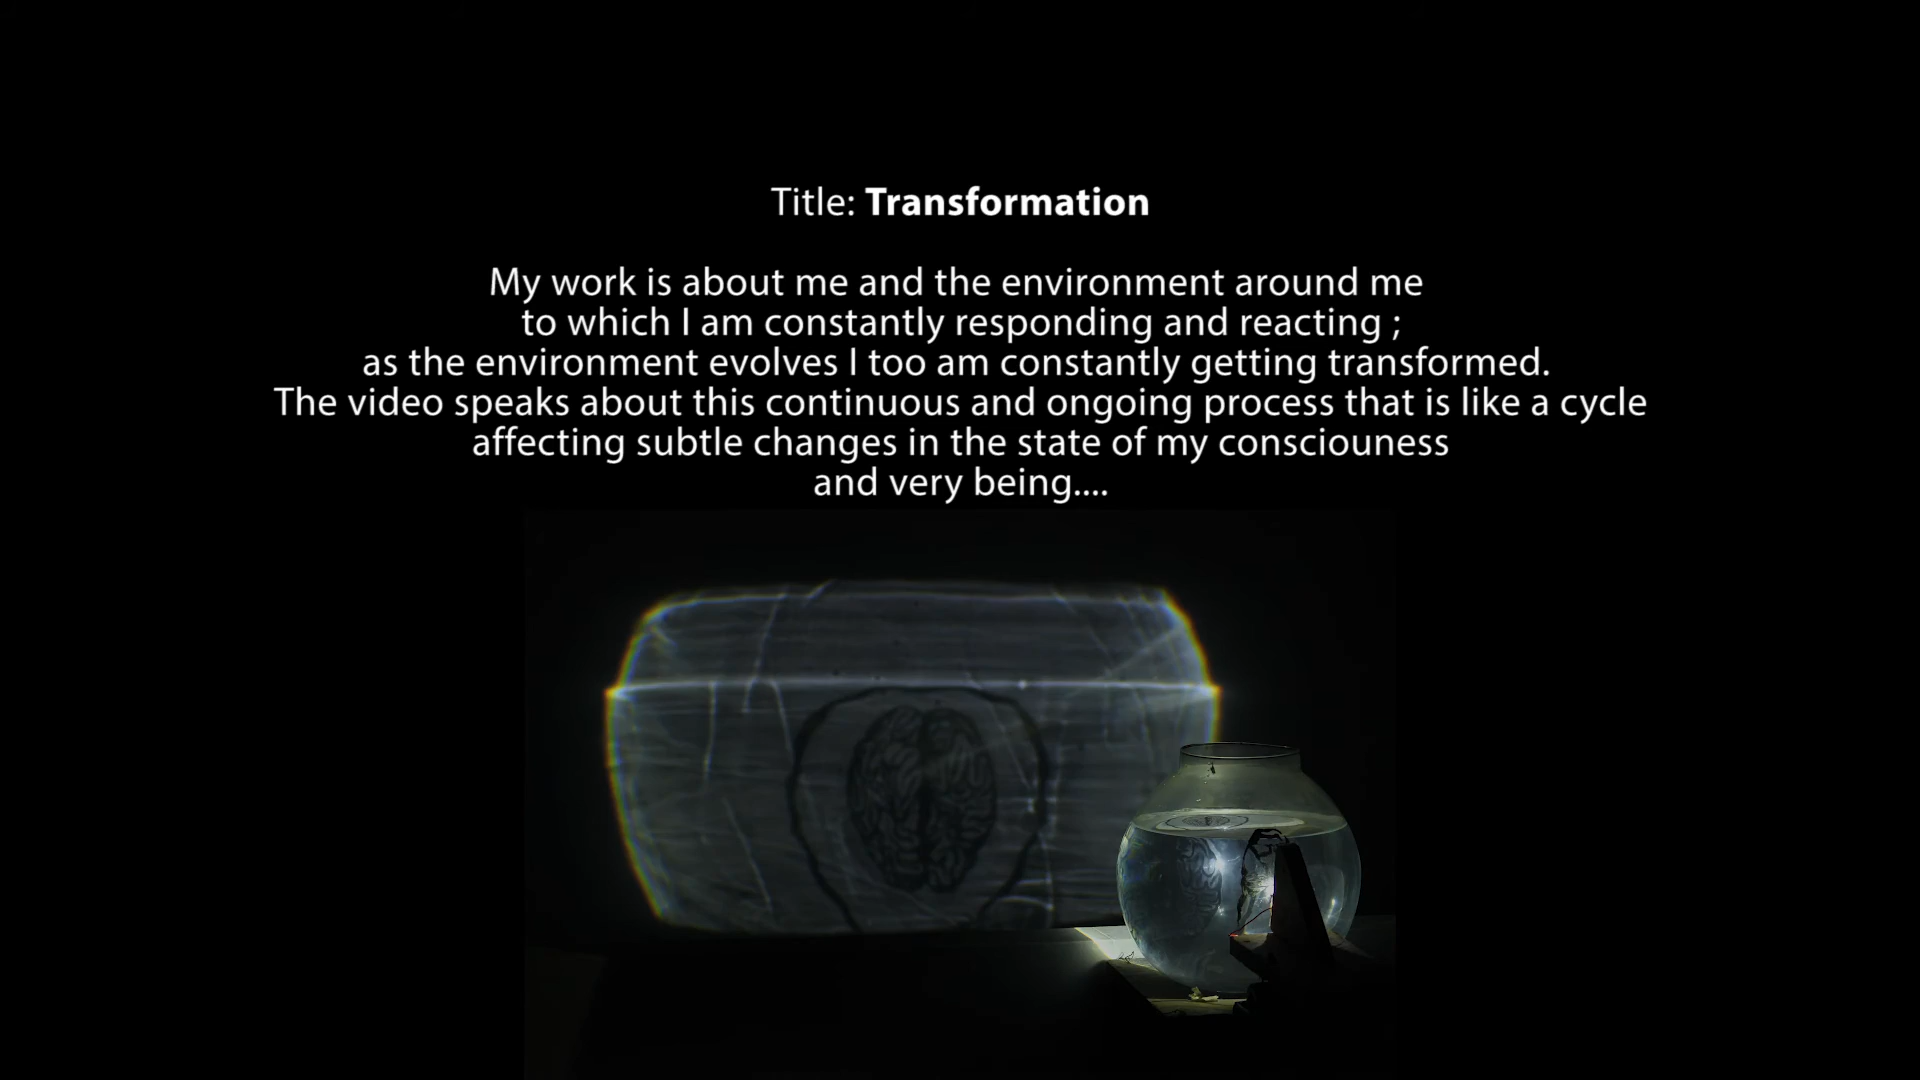 Title: Transformation
My work is about me and the environment around me
to which I am constantly responding and reacting ;
as the environment evolves I too am constantly getting transformed.
The video speaks about this continuous and ongoing process that is like a cycle
affecting subtle changes in the state of my consciouness
and very being....